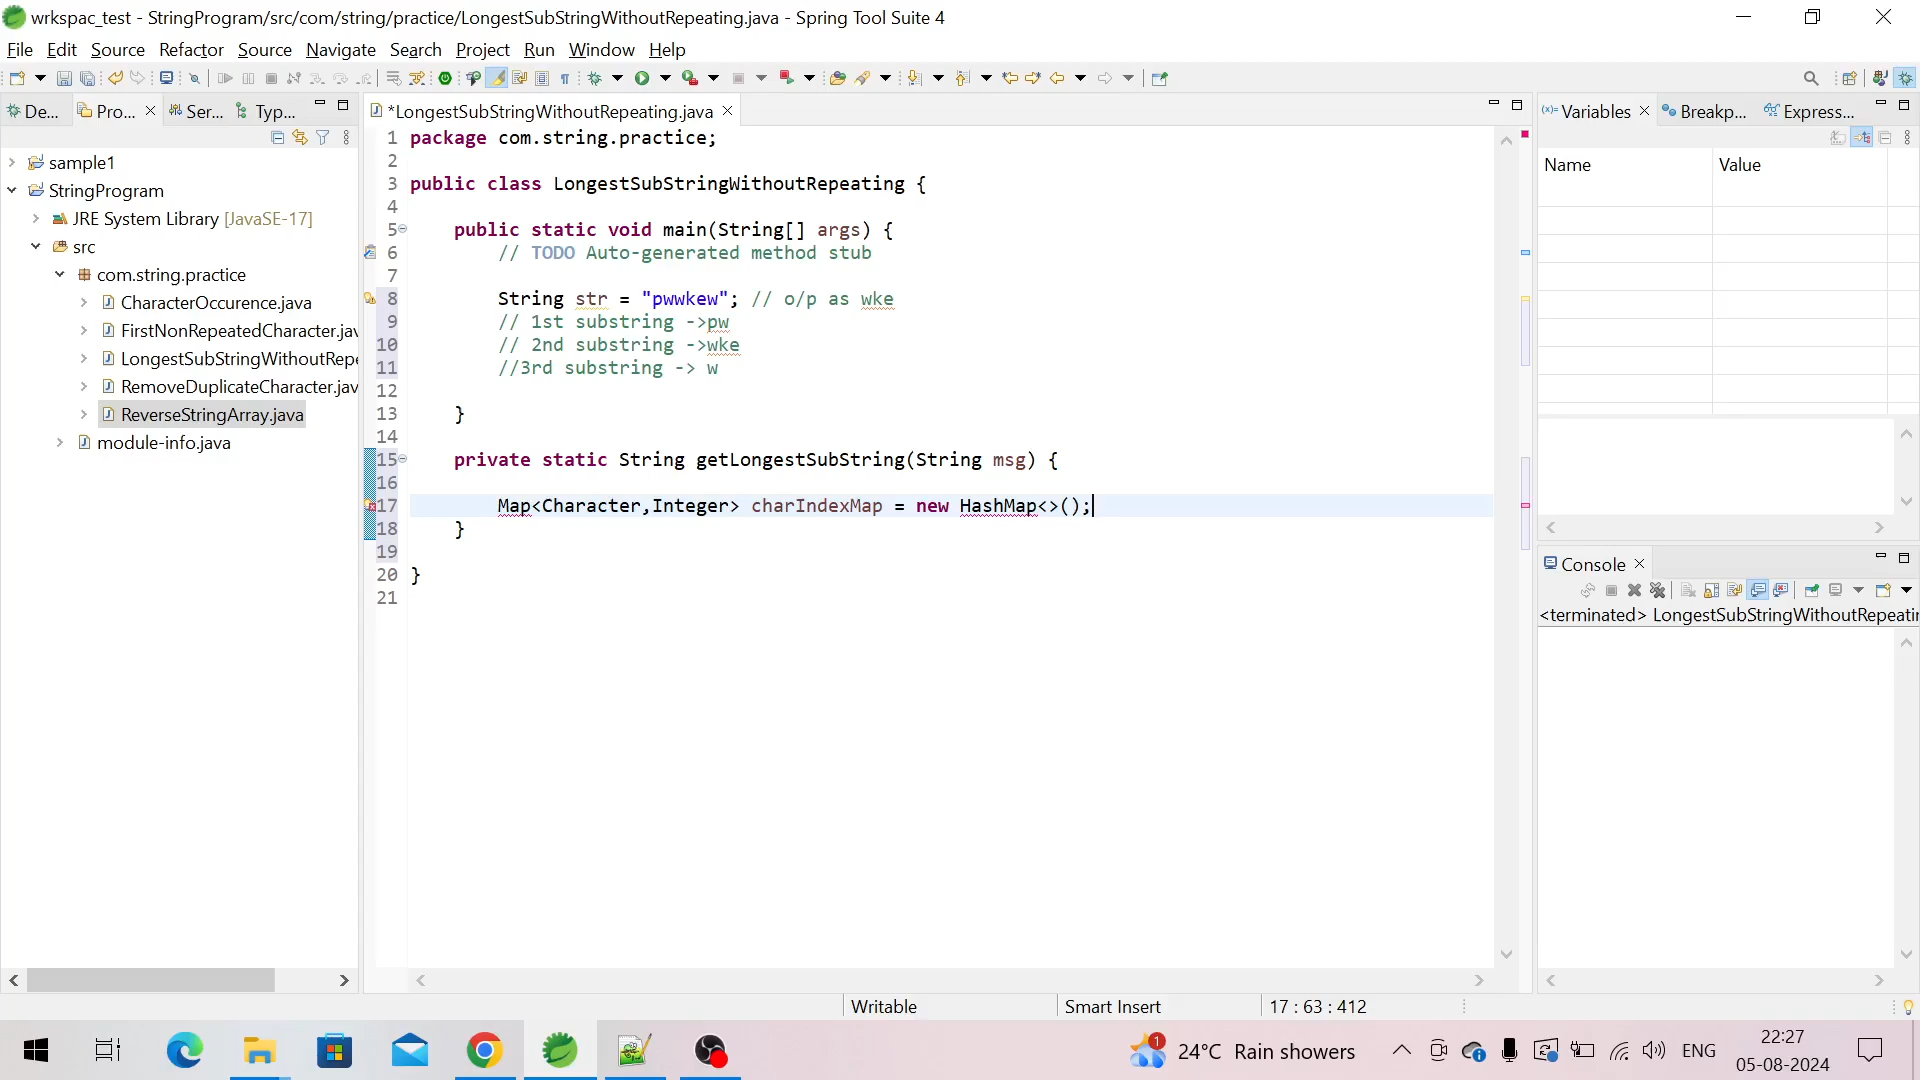 wrkspac_test - StringProgram/src/com/string/practice/LongestSubStringWithoutRepeating.java - Spring Tool Suite 4
File Edit Source Refactor Source Navigate Search Project Run Window Help
De... Pro... Ser... Typ...
*LongestSubStringWithoutRepeating.java
Variables Breakp... Express...
sample1
StringProgram
JRE System Library [JavaSE-17]
src
com.string.practice
CharacterOccurence.java
FirstNonRepeatedCharacter.jav
LongestSubStringWithoutRepe
RemoveDuplicateCharacter.jav
ReverseStringArray.java
module-info.java
1 package com.string.practice;
2
3 public class LongestSubStringWithoutRepeating {
4
5 public static void main(String[] args) {
6 // TODO Auto-generated method stub
7
8 String str = "pwwkew"; // o/p as wke
9 // 1st substring ->pw
10 // 2nd substring ->wke
11 //3rd substring -> w
12
13 }
14
15 private static String getLongestSubString(String msg) {
16
17 Map<Character,Integer> charIndexMap = new HashMap<>();
18 }
19
20 }
21
Name Value
Console
<terminated> LongestSubStringWithoutRepeatin
Writable Smart Insert 17 : 63 : 412
1 24°C Rain showers ENG
22:27
05-08-2024